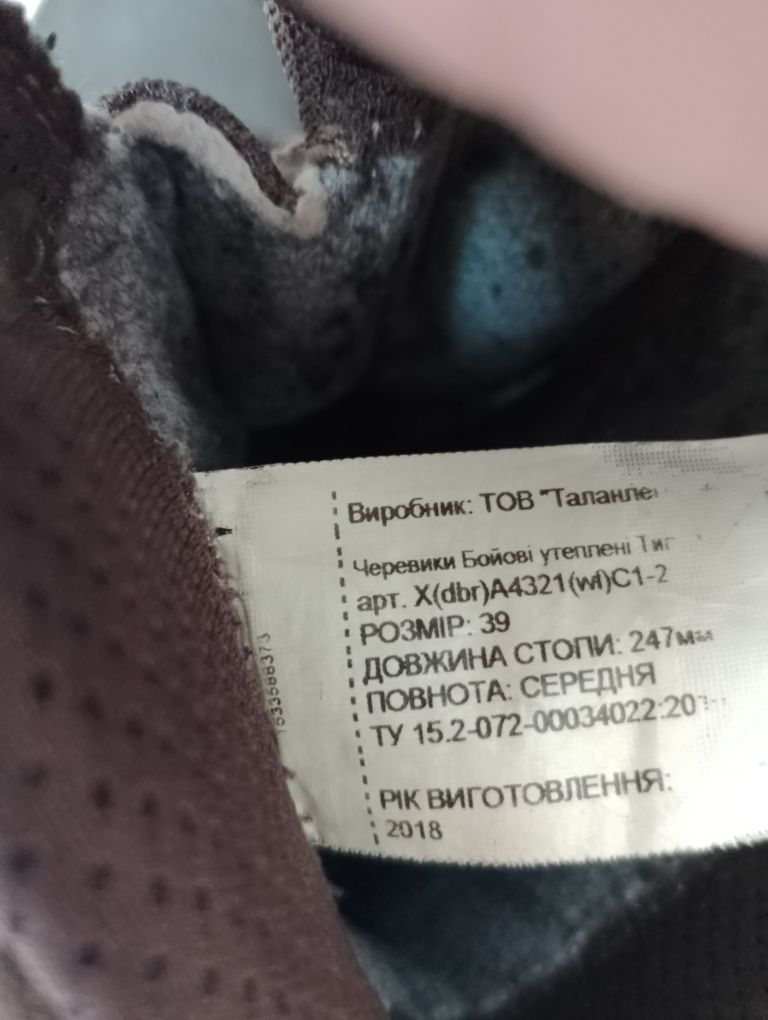 Виробник: ТОВ "Таланле
Черевики Бойові утеплені Тиг
арт. X(dbr)A4321(wl)C1-2
РОЗМІР: 39
ДОВЖИНА СТОПИ: 247мм
ПОВНОТА: СЕРЕДНЯ
ТУ 15.2-072-00034022:20
РІК ВИГОТОВЛЕННЯ:
2018